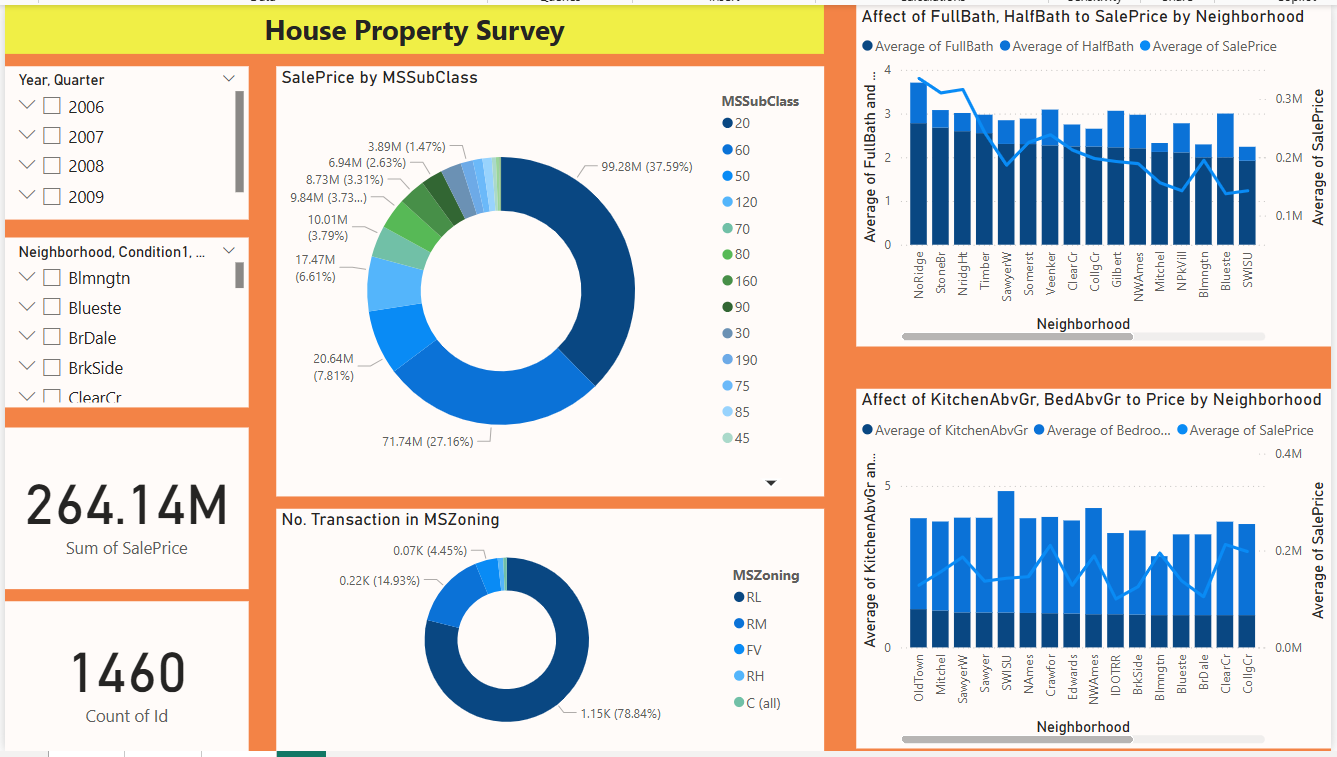 House Property Survey
Year, Quarter
2006
2007
2008
2009
Neighborhood, Condition1, ...
Blmngtn
Blueste
BrDale
BrkSide
ClearCr
264.14M
Sum of SalePrice
1460
Count of Id
SalePrice by MSSubClass
3.89M (1.47%)
6.94M (2.63%)
8.73M (3.31%)
9.84M (3.73...)
10.01M
(3.79%)
17.47M
(6.61%)
20.64M
(7.81%)
71.74M (27.16%)
99.28M (37.59%)
MSSubClass
20
60
50
120
70
80
160
90
30
190
75
85
45
No. Transaction in MSZoning
0.07K (4.45%)
0.22K (14.93%)
1.15K (78.84%)
MSZoning
RL
RM
FV
RH
C (all)
Affect of FullBath, HalfBath to SalePrice by Neighborhood
Average of FullBath Average of HalfBath Average of SalePrice
Average of FullBath and ...
4
3
2
1
0
0.3M
0.2M
0.1M
Average of SalePrice
NoRidge
StoneBr
NridgHt
Timber
SawyerW
Somerst
Veenker
ClearCr
CollgCr
Gilbert
NWAmes
Mitchel
NPkVill
Blmngtn
Blueste
SWISU
Neighborhood
Affect of KitchenAbvGr, BedAbvGr to Price by Neighborhood
Average of KitchenAbvGr Average of Bedroo... Average of SalePrice
Average of KitchenAbvGr an...
5
0
0.4M
0.2M
0.0M
Average of SalePrice
OldTown
Mitchel
SawyerW
Sawyer
SWISU
NAmes
Crawfor
Edwards
NWAmes
IDOTRR
BrkSide
Blmngtn
Blueste
BrDale
ClearCr
CollgCr
Neighborhood